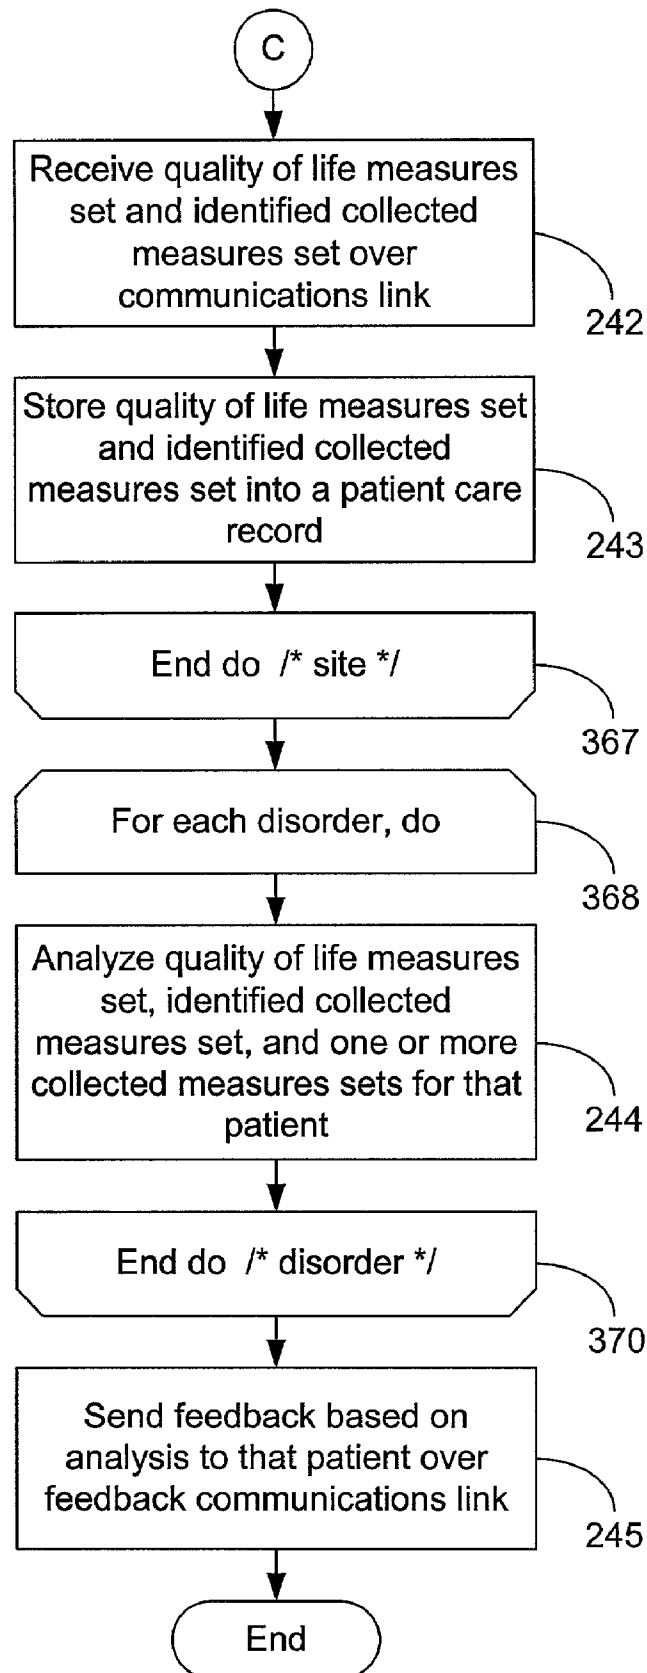 C
Receive quality of life measures
set and identified collected
measures set over
communications link
242
Store quality of life measures set
and identified collected
measures set into a patient care
record
243
End do /* site */
367
For each disorder, do
368
Analyze quality of life measures
set, identified collected
measures set, and one or more
collected measures sets for that
patient
244
End do /* disorder */
370
Send feedback based on
analysis to that patient over
feedback communications link
245
End